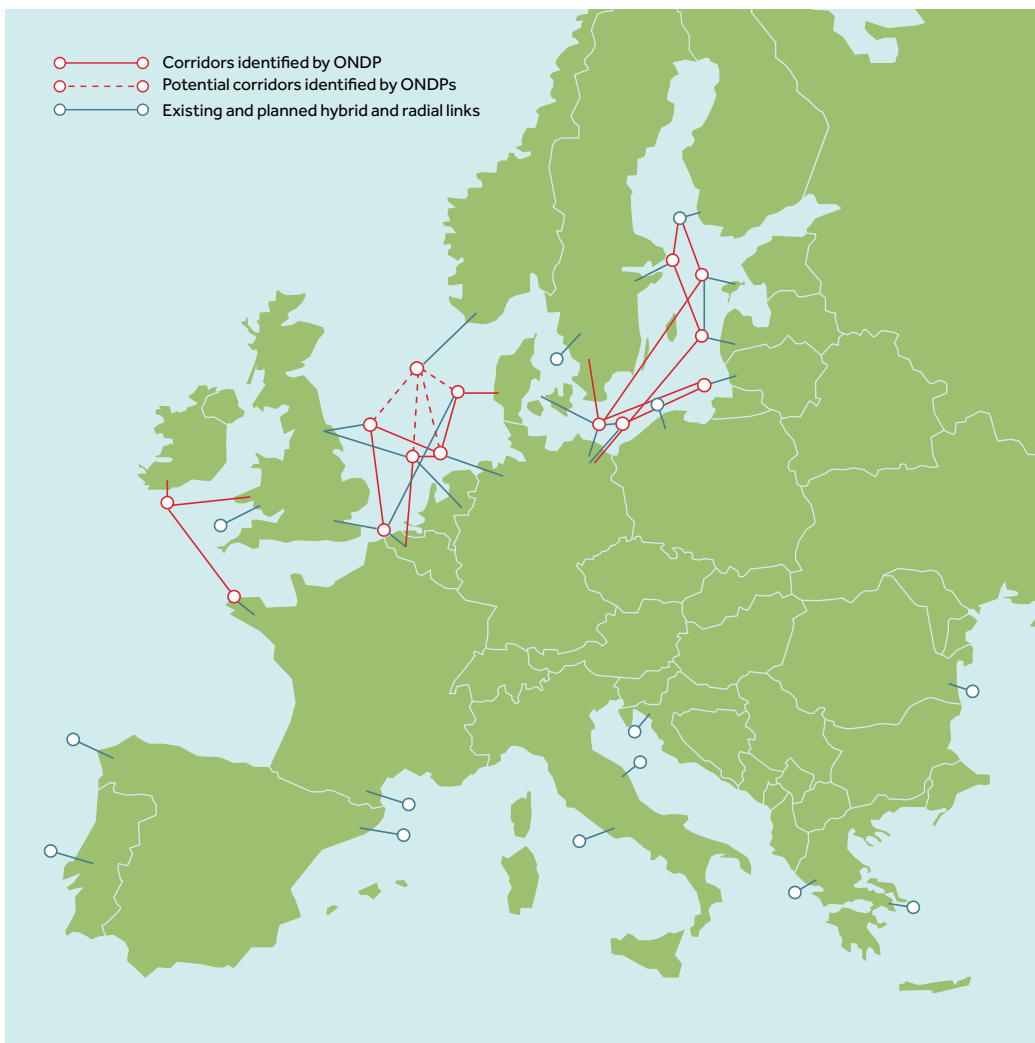 Corridors identified by ONDP
Potential corridors identified by ONDPs
Existing and planned hybrid and radial links